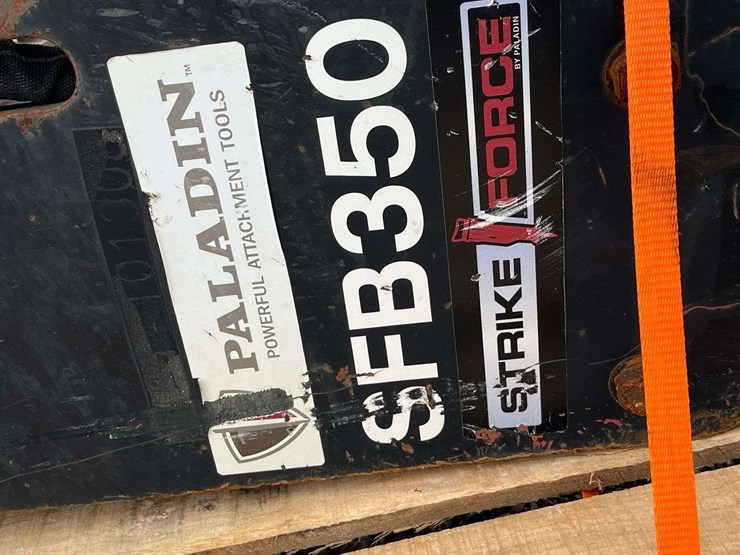 PALADIN™
POWERFUL ATTACHMENT TOOLS
SFB350
STRIKE FORCE
BY PALADIN